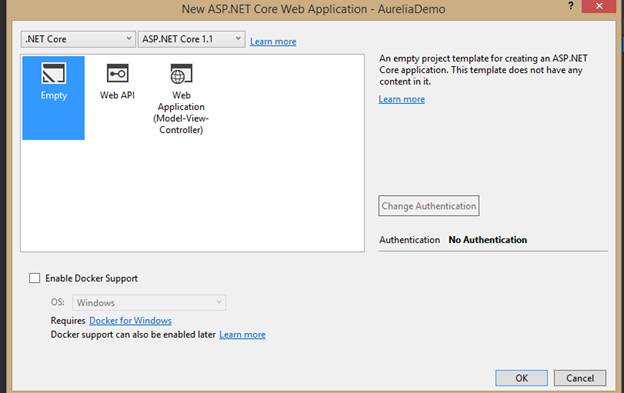 New ASP.NET Core Web Application - AureliaDemo
? ×
.NET Core
ASP.NET Core 1.1
Learn more
Empty
Web API
Web
Application
(Model-View-
Controller)
An empty project template for creating an ASP.NET
Core application. This template does not have any
content in it.
Learn more
Change Authentication
Authentication No Authentication
Enable Docker Support
OS: Windows
Requires Docker for Windows
Docker support can also be enabled later Learn more
OK
Cancel